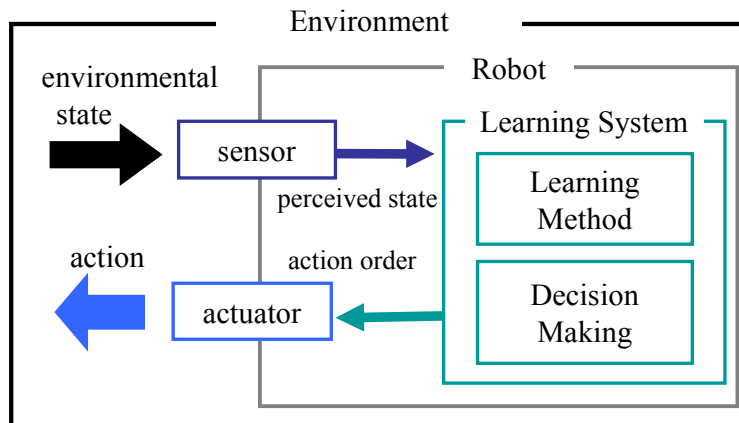 Environment
environmental
state
Robot
Learning System
sensor
perceived state
Learning
Method
action
action order
actuator
Decision
Making